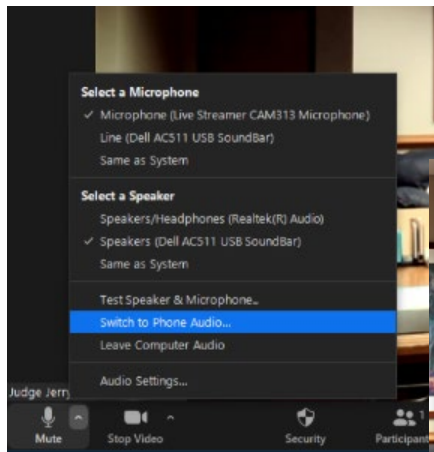 Select a Microphone
✓ Microphone (Live Streamer CAM313 Microphone)
Line (Dell AC511 USB SoundBar)
Same as System
Select a Speaker
Speakers/Headphones (Realtek(R) Audio)
✓ Speakers (Dell AC511 USB SoundBar)
Same as System
Test Speaker & Microphone...
Switch to Phone Audio...
Leave Computer Audio
Audio Settings...
Judge Jerry
1
Mute Stop Video Security Participant